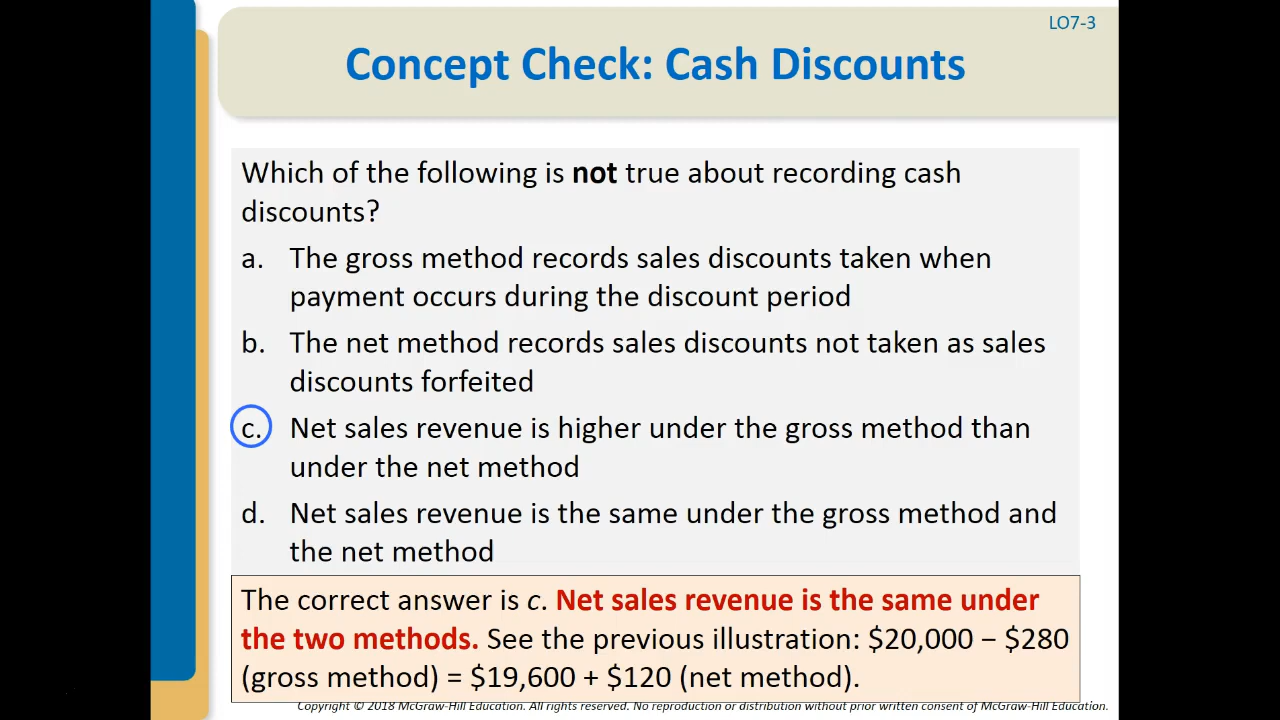 LO7-3
Concept Check: Cash Discounts
Which of the following is not true about recording cash
discounts?
a. The gross method records sales discounts taken when
payment occurs during the discount period
b. The net method records sales discounts not taken as sales
discounts forfeited
c. Net sales revenue is higher under the gross method than
under the net method
d. Net sales revenue is the same under the gross method and
the net method
The correct answer is c. Net sales revenue is the same under
the two methods. See the previous illustration: $20,000 − $280
(gross method) = $19,600 + $120 (net method).
Copyright © 2018 McGraw-Hill Education. All rights reserved. No reproduction or distribution without prior written consent of McGraw-Hill Education.